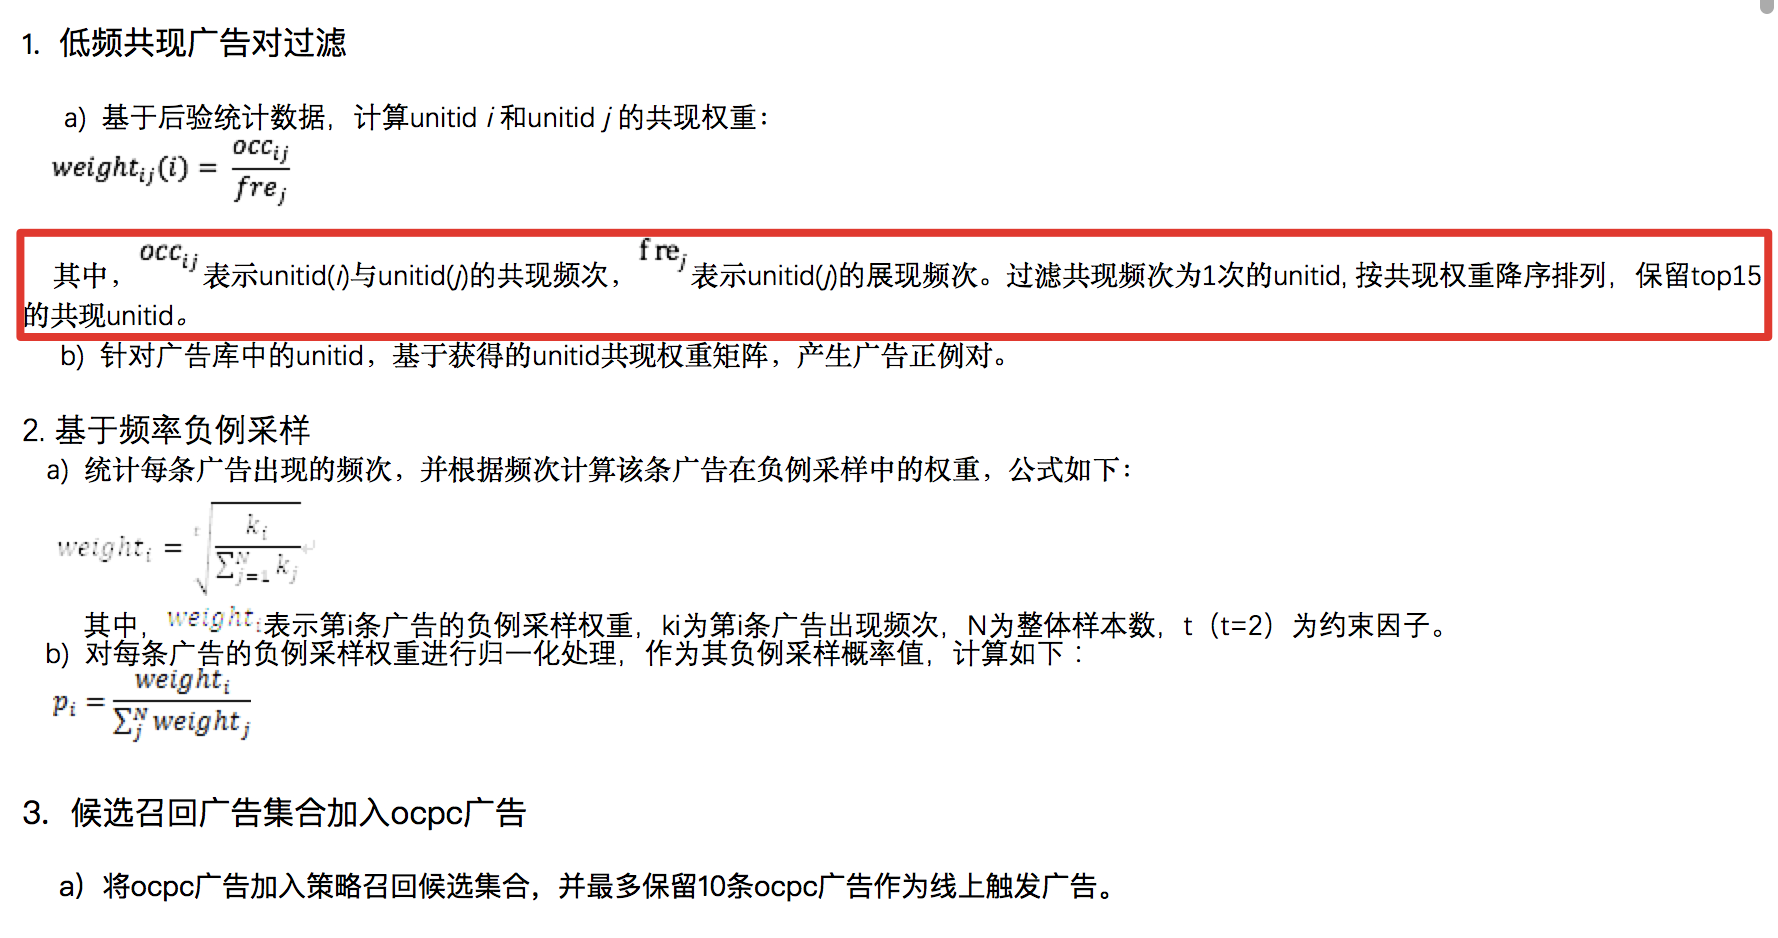 1. 低频共现广告对过滤
a) 基于后验统计数据，计算unitid i 和unitid j 的共现权重：
weight_{ij}(i) = \frac{occ_{ij}}{fre_j}
其中，occ_{ij} 表示unitid(i)与unitid(j)的共现频次，fre_j 表示unitid(j)的展现频次。过滤共现频次为1次的unitid, 按共现权重降序排列，保留top15
的共现unitid。
b) 针对广告库中的unitid，基于获得的unitid共现权重矩阵，产生广告正例对。
2. 基于频率负例采样
a) 统计每条广告出现的频次，并根据频次计算该条广告在负例采样中的权重，公式如下：
weight_i = \sqrt[t]{\frac{k_i}{\sum_{j=1}^{N} k_j}}
其中，weight_i表示第i条广告的负例采样权重，ki为第i条广告出现频次，N为整体样本数，t（t=2）为约束因子。
b) 对每条广告的负例采样权重进行归一化处理，作为其负例采样概率值，计算如下：
p_i = \frac{weight_i}{\sum_j^N weight_j}
3. 候选召回广告集合加入ocpc广告
a) 将ocpc广告加入策略召回候选集合，并最多保留10条ocpc广告作为线上触发广告。